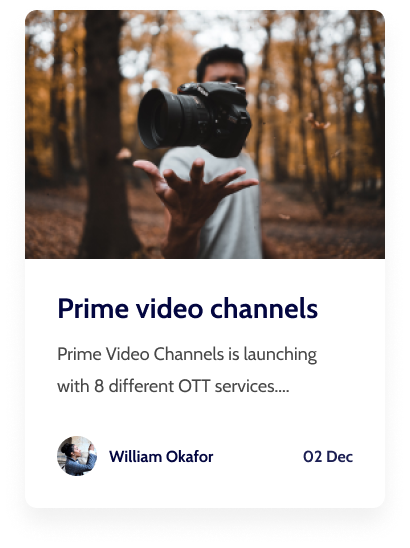 Prime video channels
Prime Video Channels is launching
with 8 different OTT services....
William Okafor
02 Dec